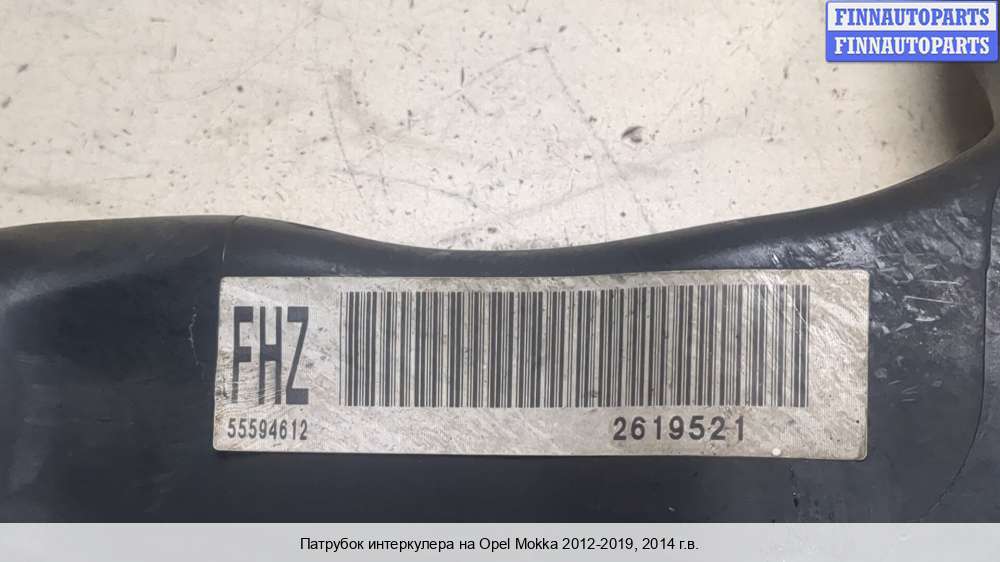 FINNAUTOPARTS
FINNAUTOPARTS
FHZ
55594612
2619521
Патрубок интеркулера на Opel Mokka 2012-2019, 2014 г.в.